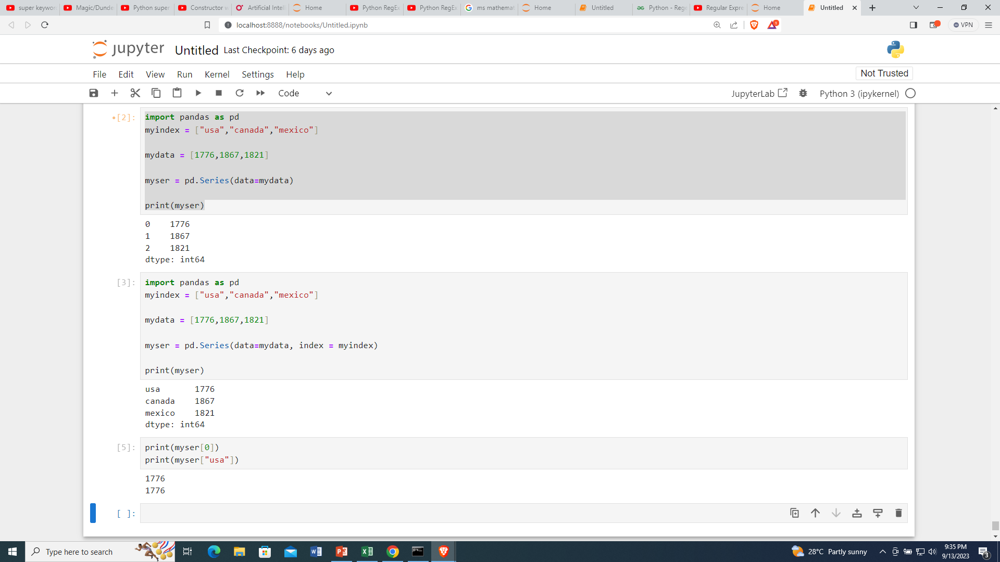 super keyword
Magic/Dunde
Python super
Constructor w
Artificial Intell
Home
Python RegEx
Python RegEx
ms mathemat
Home
Untitled
Python - Rege
Regular Expre
Home
Untitled
localhost:8888/notebooks/Untitled.ipynb
1
VPN
jupyter Untitled Last Checkpoint: 6 days ago
File Edit View Run Kernel Settings Help
Not Trusted
Code
JupyterLab
Python 3 (ipykernel)
•[2]:
import pandas as pd
myindex = ["usa","canada","mexico"]
mydata = [1776,1867,1821]
myser = pd.Series(data=mydata)
print(myser)
0    1776
1    1867
2    1821
dtype: int64
[3]:
import pandas as pd
myindex = ["usa","canada","mexico"]
mydata = [1776,1867,1821]
myser = pd.Series(data=mydata, index = myindex)
print(myser)
usa       1776
canada    1867
mexico    1821
dtype: int64
[5]:
print(myser[0])
print(myser["usa"])
1776
1776
[ ]:
Type here to search
28°C Partly sunny
9:35 PM
9/13/2023
3